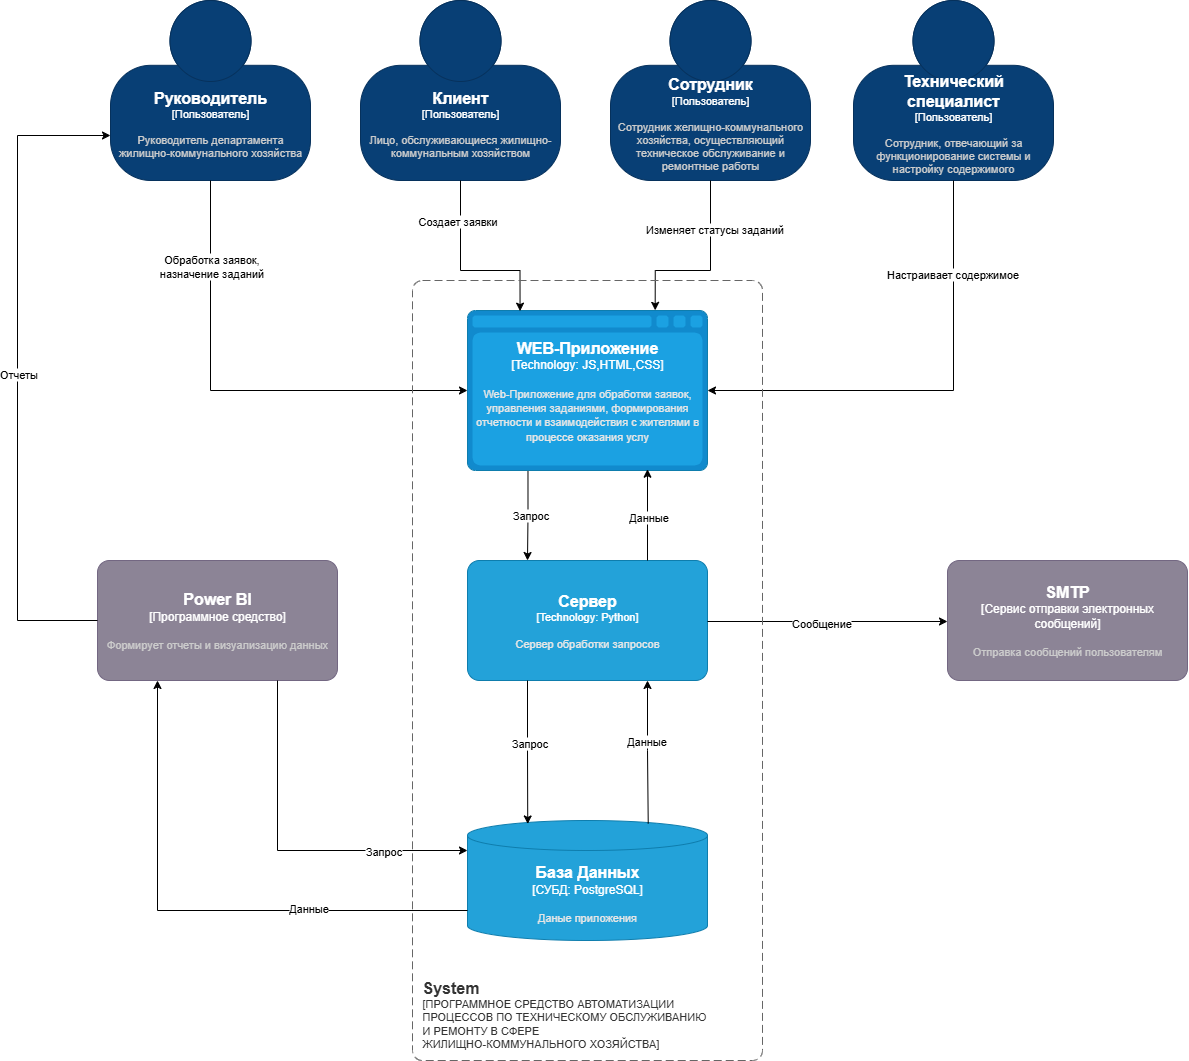 Руководитель
[Пользователь]
Руководитель департамента
жилищно-коммунального хозяйства
Клиент
[Пользователь]
Лицо, обслуживающиеся жилищно-
коммунальным хозяйством
Сотрудник
[Пользователь]
Сотрудник желищно-коммунального
хозяйства, осуществляющий
техническое обслуживание и
ремонтные работы
Технический
специалист
[Пользователь]
Сотрудник, отвечающий за
функционирование системы и
настройку содержимого
Создает заявки
Изменяет статусы заданий
Обработка заявок,
назначение заданий
Настраивает содержимое
Отчеты
WEB-Приложение
[Technology: JS,HTML,CSS]
Web-Приложение для обработки заявок,
управления заданиями, формирования
отчетности и взаимодействия с жителями в
процессе оказания услу
Запрос
Данные
Power BI
[Программное средство]
Формирует отчеты и визуализацию данных
Сервер
[Technology: Python]
Сервер обработки запросов
Сообщение
SMTP
[Сервис отправки электронных
сообщений]
Отправка сообщений пользователям
Запрос
Данные
Запрос
Данные
База Данных
[СУБД: PostgreSQL]
Даные приложения
System
[ПРОГРАММНОЕ СРЕДСТВО АВТОМАТИЗАЦИИ
ПРОЦЕССОВ ПО ТЕХНИЧЕСКОМУ ОБСЛУЖИВАНИЮ
И РЕМОНТУ В СФЕРЕ
ЖИЛИЩНО-КОММУНАЛЬНОГО ХОЗЯЙСТВА]